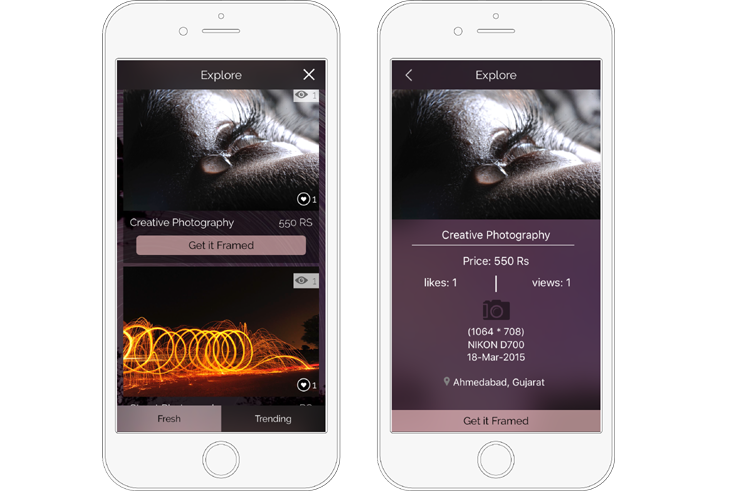 Explore
1
1
Creative Photography 550 RS
Get it Framed
1
1
Fresh Trending
Explore
Creative Photography
Price: 550 Rs
likes: 1 views: 1
(1064 * 708)
NIKON D700
18-Mar-2015
Ahmedabad, Gujarat
Get it Framed